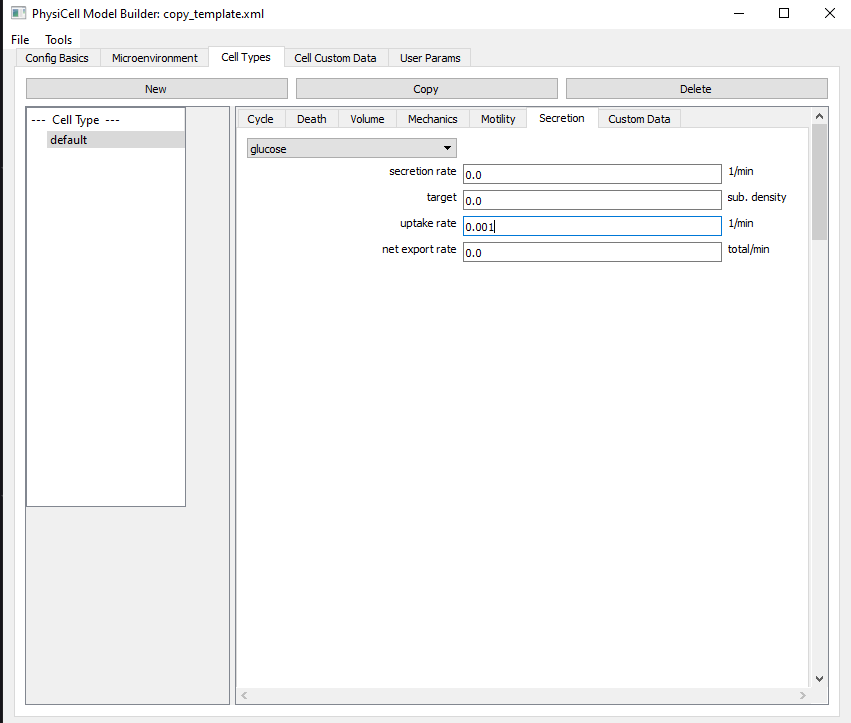 PhysiCell Model Builder: copy_template.xml
File Tools
Config Basics Microenvironment Cell Types Cell Custom Data User Params
New Copy Delete
--- Cell Type ---
default
Cycle Death Volume Mechanics Motility Secretion Custom Data
glucose
secretion rate 0.0 1/min
target 0.0 sub. density
uptake rate 0.001 1/min
net export rate 0.0 total/min